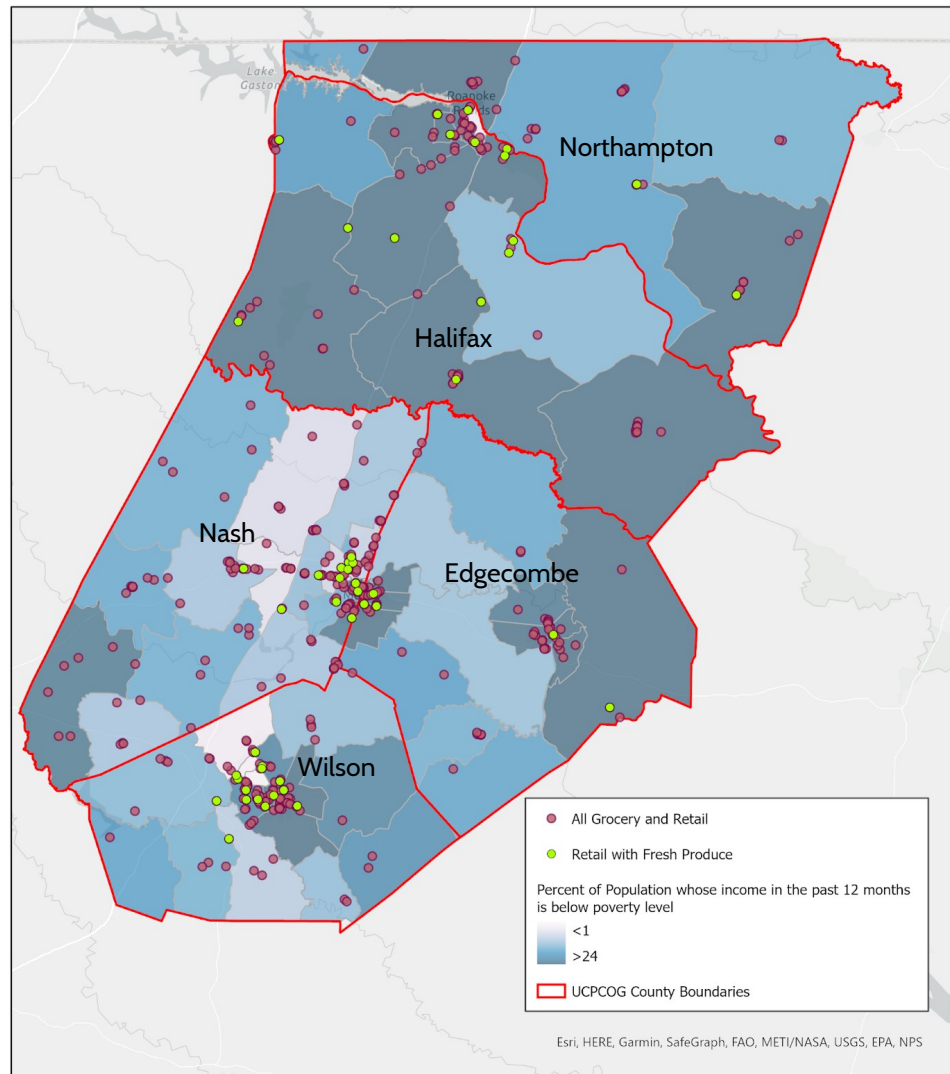 Lake
Gaston
Roanoke
Rapids
Northampton
Halifax
Nash
Edgecombe
Wilson
All Grocery and Retail
Retail with Fresh Produce
Percent of Population whose income in the past 12 months
is below poverty level
<1
>24
UCPCOG County Boundaries
Esri, HERE, Garmin, SafeGraph, FAO, METI/NASA, USGS, EPA, NPS